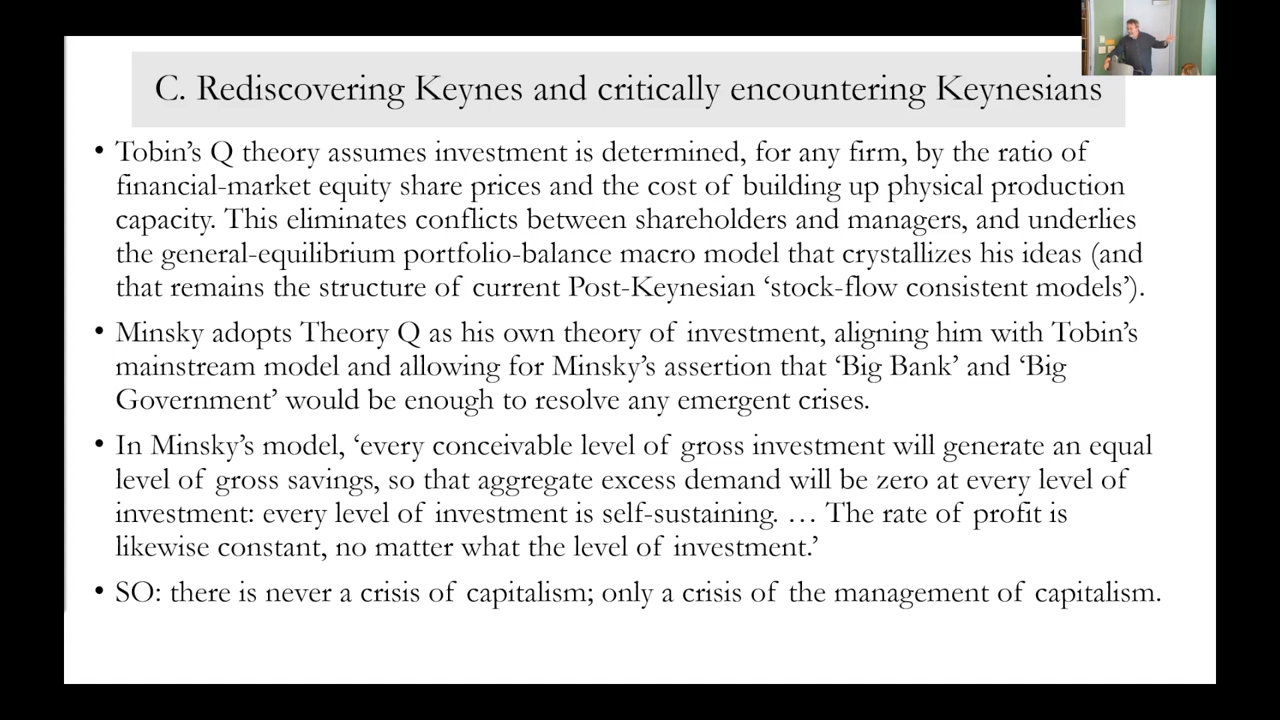 C. Rediscovering Keynes and critically encountering Keynesians
• Tobin’s Q theory assumes investment is determined, for any firm, by the ratio of
financial-market equity share prices and the cost of building up physical production
capacity. This eliminates conflicts between shareholders and managers, and underlies
the general-equilibrium portfolio-balance macro model that crystallizes his ideas (and
that remains the structure of current Post-Keynesian ‘stock-flow consistent models’).
• Minsky adopts Theory Q as his own theory of investment, aligning him with Tobin’s
mainstream model and allowing for Minsky’s assertion that ‘Big Bank’ and ‘Big
Government’ would be enough to resolve any emergent crises.
• In Minsky’s model, ‘every conceivable level of gross investment will generate an equal
level of gross savings, so that aggregate excess demand will be zero at every level of
investment: every level of investment is self-sustaining. … The rate of profit is
likewise constant, no matter what the level of investment.’
• SO: there is never a crisis of capitalism; only a crisis of the management of capitalism.